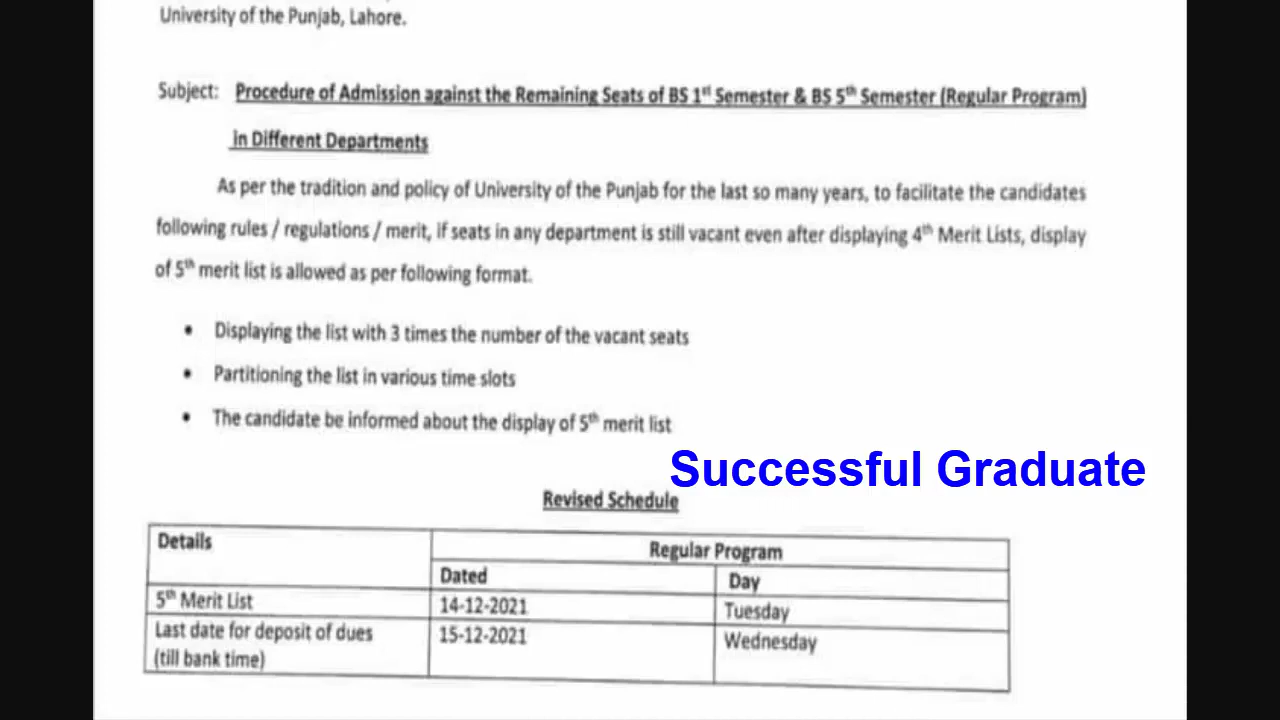 University of the Punjab, Lahore.
Subject: Procedure of Admission against the Remaining Seats of BS 1st Semester & BS 5th Semester (Regular Program)
in Different Departments
As per the tradition and policy of University of the Punjab for the last so many years, to facilitate the candidates
following rules / regulations / merit, if seats in any department is still vacant even after displaying 4th Merit Lists, display
of 5th merit list is allowed as per following format.
• Displaying the list with 3 times the number of the vacant seats
• Partitioning the list in various time slots
• The candidate be informed about the display of 5th merit list
Successful Graduate
Revised Schedule
Details
Regular Program
Dated
Day
5th Merit List
14-12-2021
Tuesday
Last date for deposit of dues
(till bank time)
15-12-2021
Wednesday